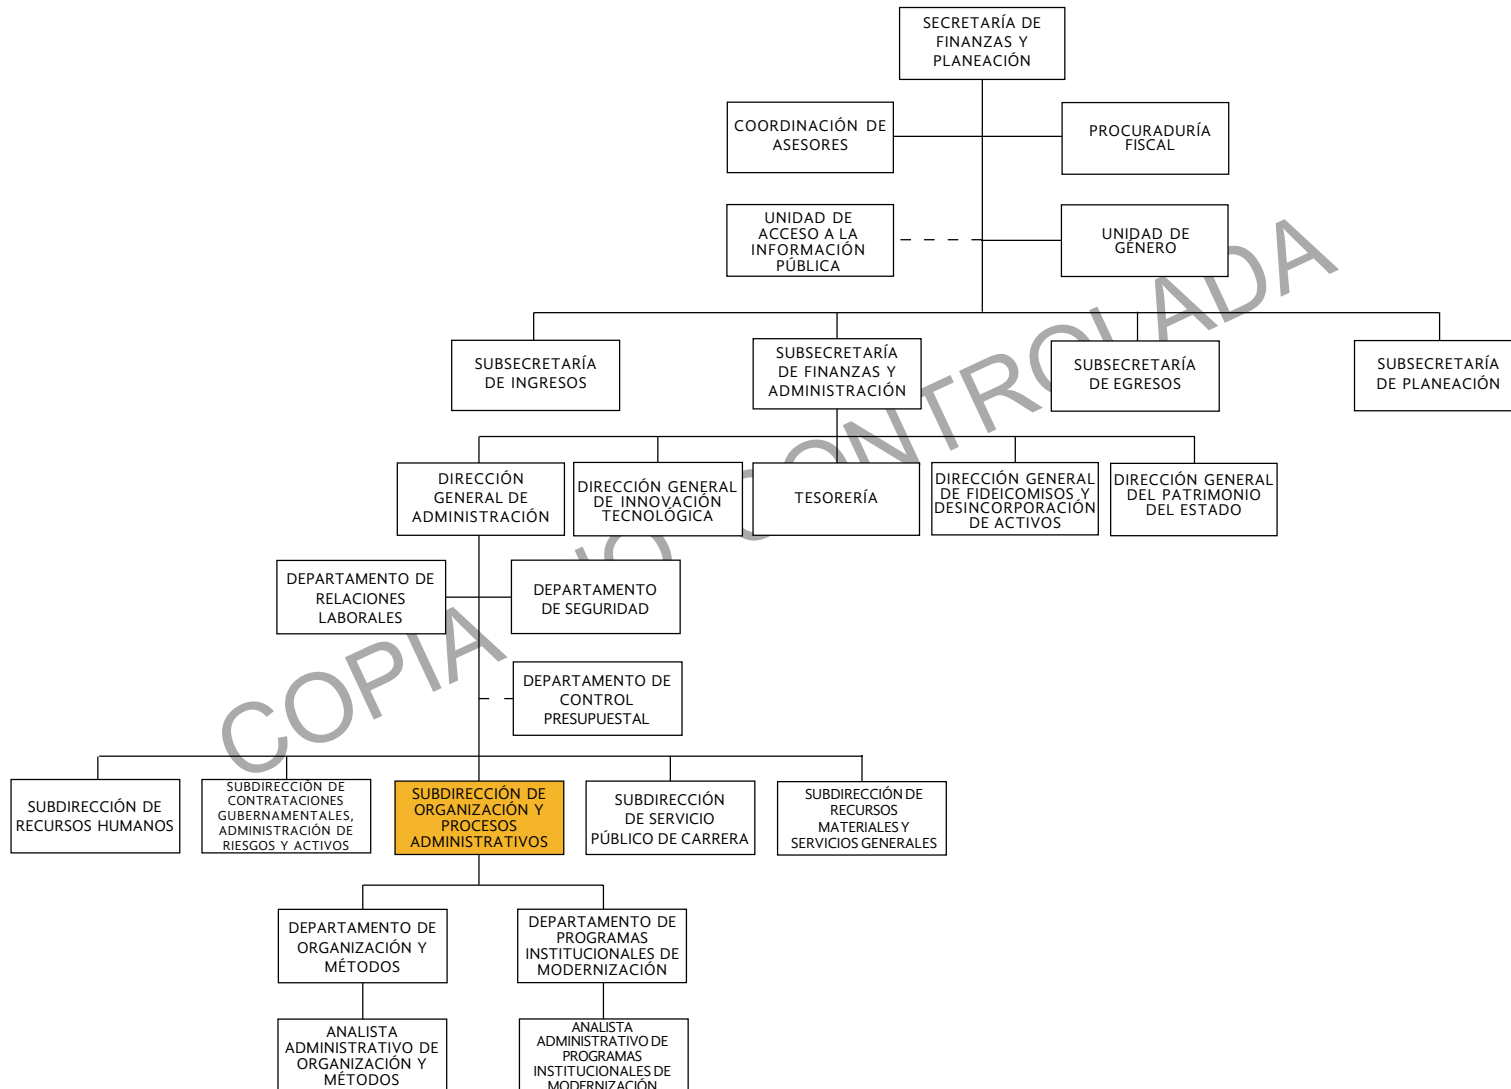 SECRETARÍA DE
FINANZAS Y
PLANEACIÓN
COORDINACIÓN DE
ASESORES
PROCURADURÍA
FISCAL
UNIDAD DE
ACCESO A LA
INFORMACIÓN
PÚBLICA
UNIDAD DE
GÉNERO
SUBSECRETARÍA
DE INGRESOS
SUBSECRETARÍA
DE FINANZAS Y
ADMINISTRACIÓN
SUBSECRETARÍA
DE EGRESOS
SUBSECRETARÍA
DE PLANEACIÓN
DIRECCIÓN
GENERAL DE
ADMINISTRACIÓN
DIRECCIÓN GENERAL
DE INNOVACIÓN
TECNOLÓGICA
TESORERÍA
DIRECCIÓN GENERAL
DE FIDEICOMISOS Y
DESINCORPORACIÓN
DE ACTIVOS
DIRECCIÓN GENERAL
DEL PATRIMONIO
DEL ESTADO
DEPARTAMENTO DE
RELACIONES
LABORALES
DEPARTAMENTO
DE SEGURIDAD
DEPARTAMENTO DE
CONTROL
PRESUPUESTAL
COPIA NO CONTROLADA
SUBDIRECCIÓN DE
RECURSOS HUMANOS
SUBDIRECCIÓN DE
CONTRATACIONES
GUBERNAMENTALES,
ADMINISTRACIÓN DE
RIESGOS Y ACTIVOS
SUBDIRECCIÓN DE
ORGANIZACIÓN Y
PROCESOS
ADMINISTRATIVOS
SUBDIRECCIÓN
DE SERVICIO
PÚBLICO DE CARRERA
SUBDIRECCIÓN DE
RECURSOS
MATERIALES Y
SERVICIOS GENERALES
DEPARTAMENTO DE
ORGANIZACIÓN Y
MÉTODOS
DEPARTAMENTO DE
PROGRAMAS
INSTITUCIONALES DE
MODERNIZACIÓN
ANALISTA
ADMINISTRATIVO DE
ORGANIZACIÓN Y
MÉTODOS
ANALISTA
ADMINISTRATIVO DE
PROGRAMAS
INSTITUCIONALES DE
MODERNIZACIÓN